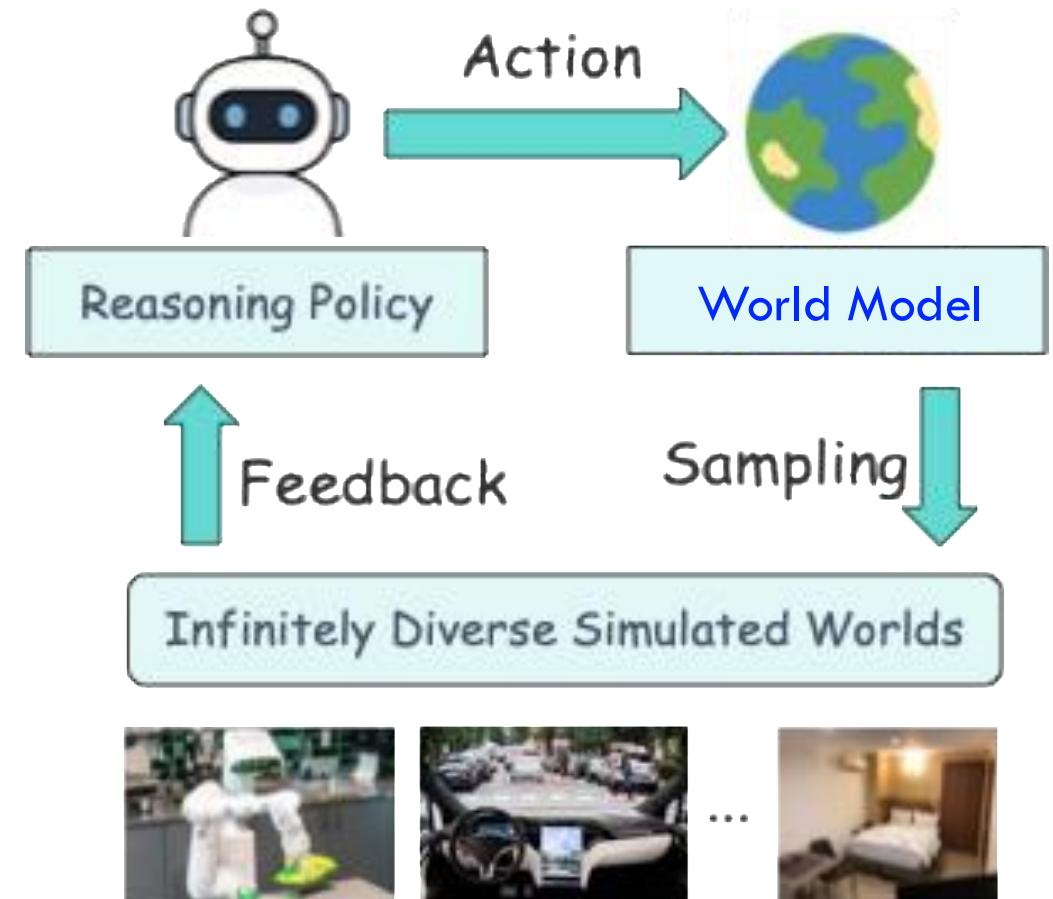 Action
Reasoning Policy
World Model
Feedback
Sampling
Infinitely Diverse Simulated Worlds
...